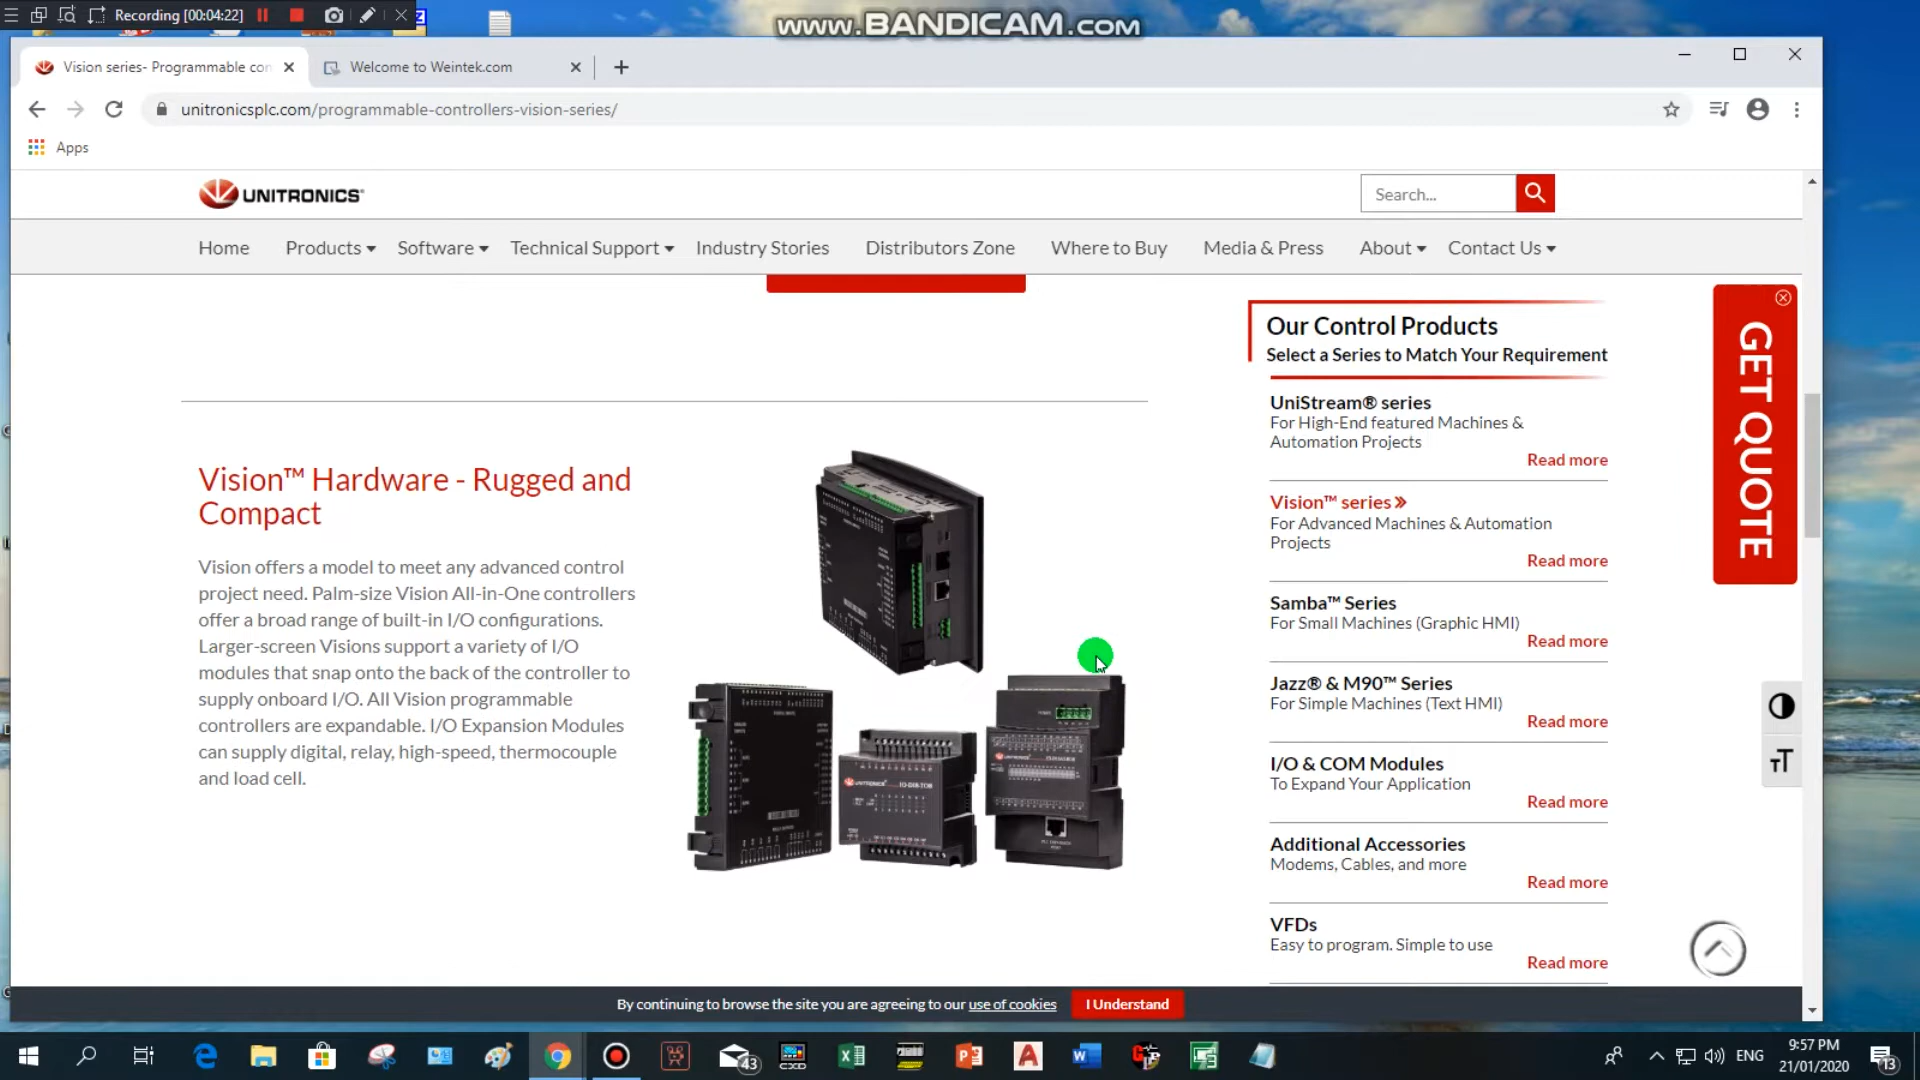 Recording [00:04:22]
www.BANDICAM.com
Vision series- Programmable con
Welcome to Weintek.com
unitronicsplc.com/programmable-controllers-vision-series/
Apps
UNITRONICS
Search...
Home Products Software Technical Support Industry Stories Distributors Zone Where to Buy Media & Press About Contact Us
Our Control Products
Select a Series to Match Your Requirement
UniStream® series
For High-End featured Machines &
Automation Projects
Read more
Vision™ series »
For Advanced Machines & Automation
Projects
Read more
Samba™ Series
For Small Machines (Graphic HMI)
Read more
Jazz® & M90™ Series
For Simple Machines (Text HMI)
Read more
I/O & COM Modules
To Expand Your Application
Read more
Additional Accessories
Modems, Cables, and more
Read more
VFDs
Easy to program. Simple to use
Read more
GET QUOTE
Vision™ Hardware - Rugged and
Compact
Vision offers a model to meet any advanced control
project need. Palm-size Vision All-in-One controllers
offer a broad range of built-in I/O configurations.
Larger-screen Visions support a variety of I/O
modules that snap onto the back of the controller to
supply onboard I/O. All Vision programmable
controllers are expandable. I/O Expansion Modules
can supply digital, relay, high-speed, thermocouple
and load cell.
UNITRONICS
UNITRONICS
TT
By continuing to browse the site you are agreeing to our use of cookies
I Understand
43
CXD
ENG
9:57 PM
21/01/2020
13